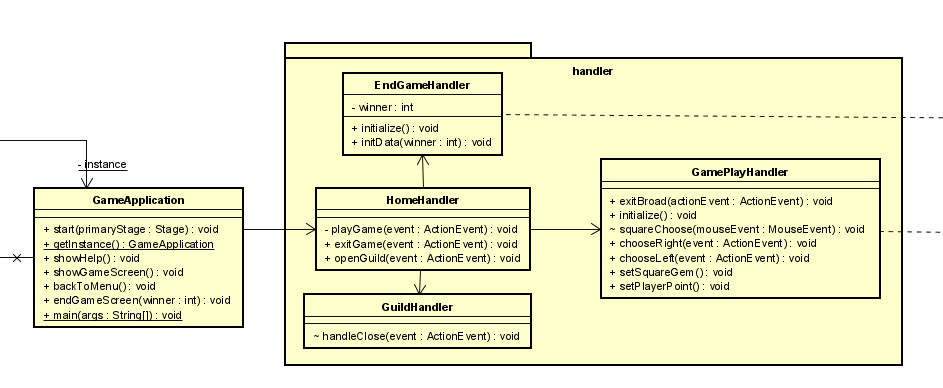 handler
EndGameHandler
- winner : int
+ initialize() : void
+ initData(winner : int) : void
- instance
GameApplication
+ start(primaryStage : Stage) : void
+ getInstance() : GameApplication
+ showHelp() : void
+ showGameScreen() : void
+ backToMenu() : void
+ endGameScreen(winner : int) : void
+ main(args : String[]) : void
HomeHandler
- playGame(event : ActionEvent) : void
+ exitGame(event : ActionEvent) : void
+ openGuild(event : ActionEvent) : void
GamePlayHandler
+ exitBroad(actionEvent : ActionEvent) : void
+ initialize() : void
~ squareChoose(mouseEvent : MouseEvent) : void
+ chooseRight(event : ActionEvent) : void
+ chooseLeft(event : ActionEvent) : void
+ setSquareGem() : void
+ setPlayerPoint() : void
GuildHandler
~ handleClose(event : ActionEvent) : void